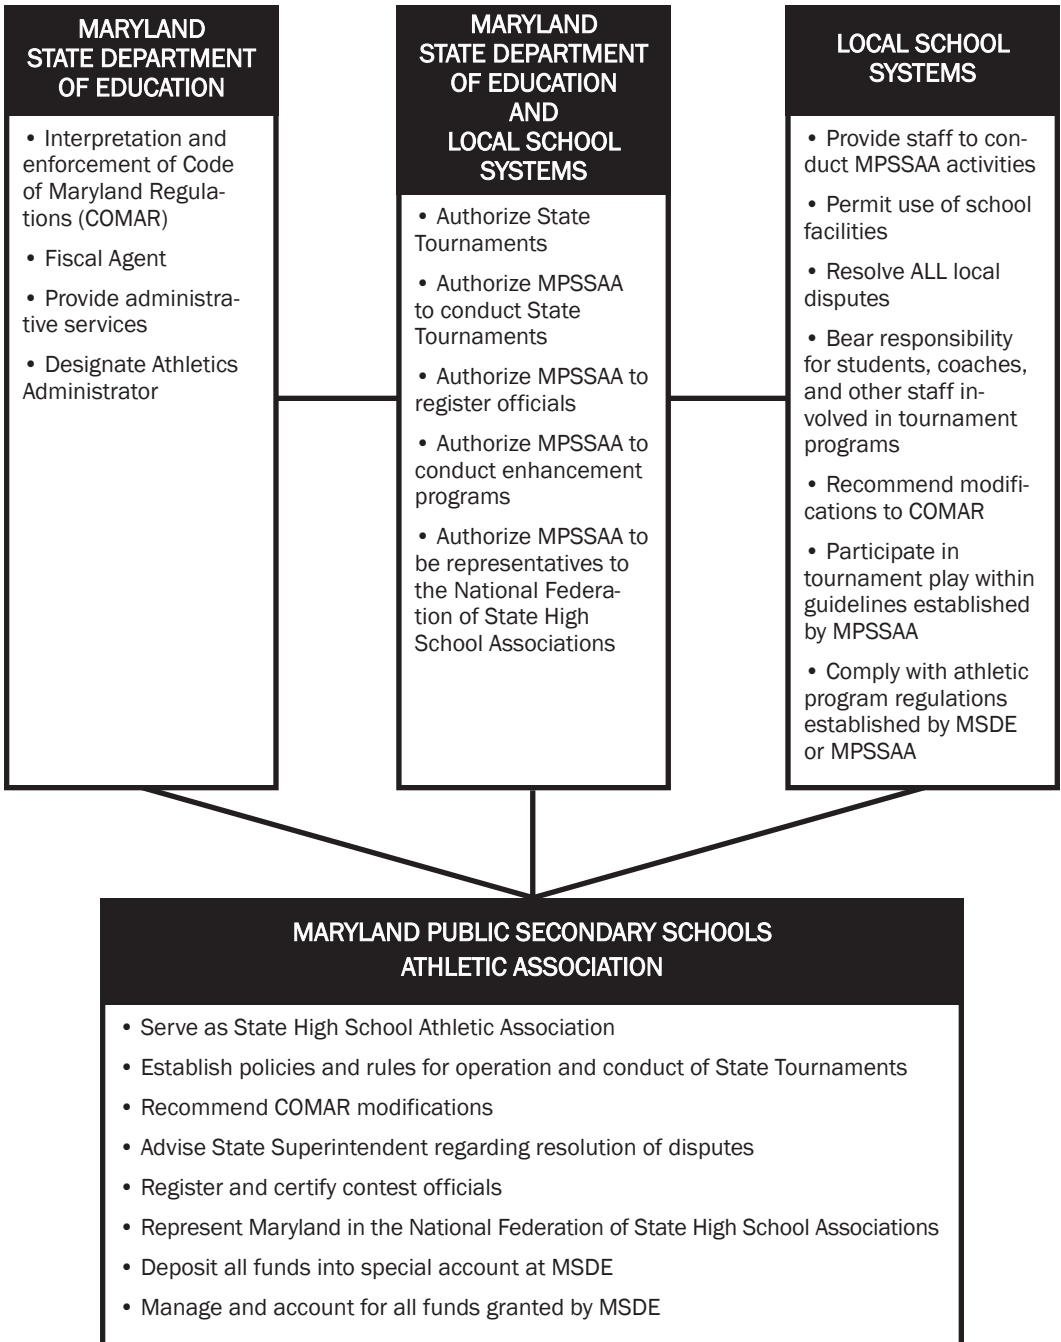 MARYLAND
STATE DEPARTMENT
OF EDUCATION
• Interpretation and
enforcement of Code
of Maryland Regula-
tions (COMAR)
• Fiscal Agent
• Provide administra-
tive services
• Designate Athletics
Administrator
MARYLAND
STATE DEPARTMENT
OF EDUCATION
AND
LOCAL SCHOOL
SYSTEMS
• Authorize State
Tournaments
• Authorize MPSSAA
to conduct State
Tournaments
• Authorize MPSSAA to
register officials
• Authorize MPSSAA to
conduct enhancement
programs
• Authorize MPSSAA to
be representatives to
the National Federa-
tion of State High
School Associations
LOCAL SCHOOL
SYSTEMS
• Provide staff to con-
duct MPSSAA activities
• Permit use of school
facilities
• Resolve ALL local
disputes
• Bear responsibility
for students, coaches,
and other staff in-
volved in tournament
programs
• Recommend modifi-
cations to COMAR
• Participate in
tournament play within
guidelines established
by MPSSAA
• Comply with athletic
program regulations
established by MSDE
or MPSSAA
MARYLAND PUBLIC SECONDARY SCHOOLS
ATHLETIC ASSOCIATION
• Serve as State High School Athletic Association
• Establish policies and rules for operation and conduct of State Tournaments
• Recommend COMAR modifications
• Advise State Superintendent regarding resolution of disputes
• Register and certify contest officials
• Represent Maryland in the National Federation of State High School Associations
• Deposit all funds into special account at MSDE
• Manage and account for all funds granted by MSDE